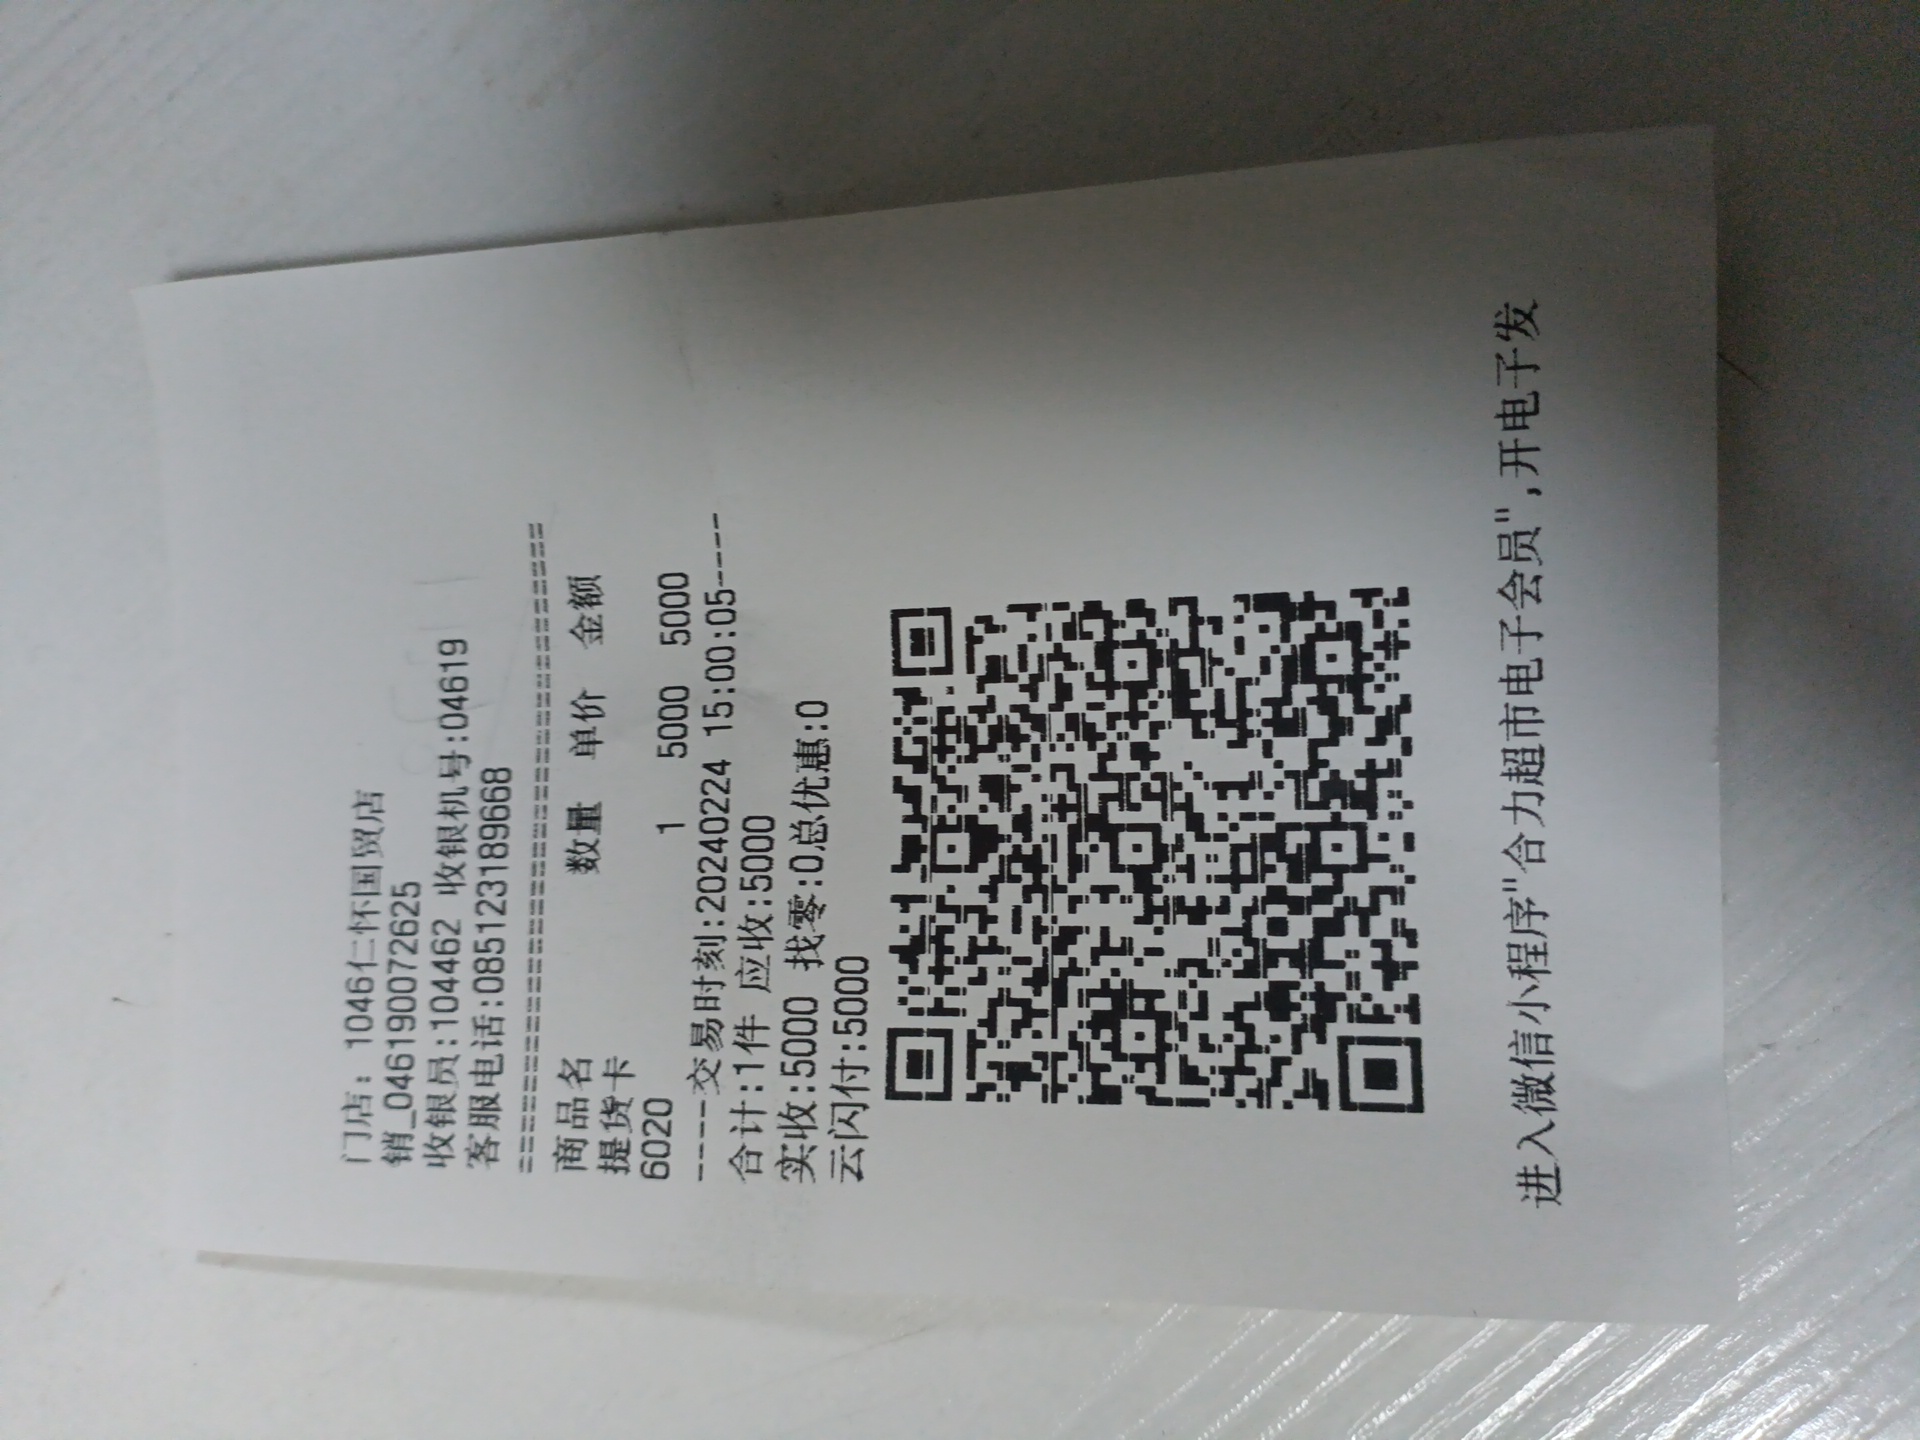 门店: 1046仁怀国贸店
销_0461900726​25
收银员:104462 收银机号:04619
客服电话:085123189668
================================
商品名 数量 单价 金额
提货卡
6020 1 5000 5000
----交易时刻:20240224 15:00:05----
合计:1件 应收:5000
实收:5000 找零:0总优惠:0
云闪付:5000
进入微信小程序"合力超市电子会员",开电子发